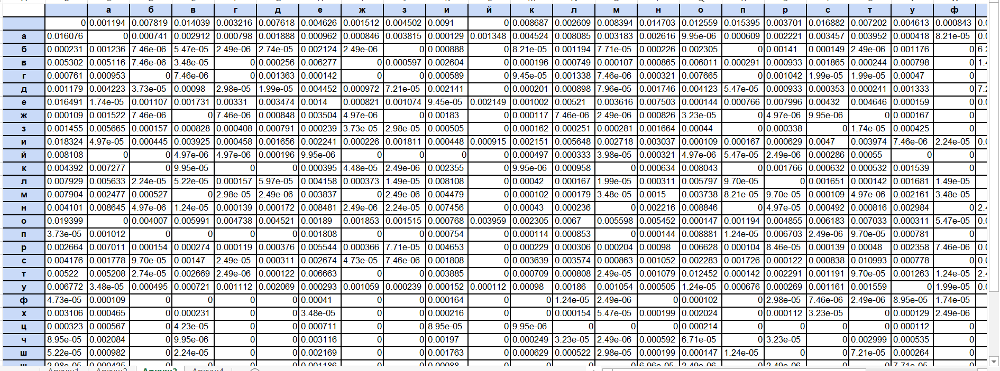 а б в г д е ж з и й к л м н о п р с т у ф
0 0.001194 0.007819 0.014039 0.003216 0.007618 0.004626 0.001512 0.004502 0.0091 0 0.008687 0.002609 0.008394 0.014703 0.012559 0.015395 0.003701 0.016882 0.007202 0.004613 0.000843
а 0.016076 0 0.000741 0.002912 0.000798 0.001888 0.000962 0.000846 0.003815 0.000129 0.001348 0.004524 0.008085 0.003183 0.002616 9.95e-06 0.000609 0.002221 0.003457 0.003952 0.000418 8.21e-05
б 0.000231 0.001236 7.46e-06 5.47e-05 2.49e-06 2.74e-05 0.002124 2.49e-06 0 0.000888 0 8.21e-05 0.001194 7.71e-05 0.000226 0.002305 0 0.00141 0.000149 2.49e-06 0.001176 0
в 0.005302 0.005116 7.46e-06 3.48e-05 0 0.000256 0.006277 0 0.000597 0.002604 0 0.000196 0.000749 0.000107 0.000865 0.006011 0.000291 0.000933 0.001865 0.000244 0.000798 0
г 0.000761 0.000953 0 7.46e-06 0 0.001363 0.000142 0 0 0.000589 0 9.45e-05 0.001338 7.46e-06 0.000321 0.007665 0 0.001042 1.99e-05 1.99e-05 0.00047 0
д 0.001179 0.004223 3.73e-05 0.00098 2.98e-05 1.99e-05 0.004452 0.000972 7.21e-05 0.002141 0 0.000201 0.000898 7.96e-05 0.001746 0.004123 5.47e-05 0.000933 0.000353 0.000241 0.001333 0
е 0.016491 1.74e-05 0.001107 0.001731 0.00331 0.003474 0.0014 0.000821 0.001074 9.45e-05 0.002149 0.001002 0.00521 0.003616 0.007503 0.000144 0.000766 0.007996 0.00432 0.004646 0.000159 0
ж 0.000109 0.001522 7.46e-06 0 7.46e-06 0.000848 0.003504 4.97e-06 0 0.00183 0 0.000117 7.46e-06 2.49e-06 0.000826 3.23e-05 0 4.97e-06 9.95e-06 0 0.000167 0
з 0.001455 0.005665 0.000157 0.000828 0.000408 0.000791 0.000239 3.73e-05 2.98e-05 0.000505 0 0.000162 0.000251 0.000281 0.001664 0.00044 0 0.000338 0 1.74e-05 0.000425 0
и 0.018324 4.97e-05 0.000445 0.003925 0.000458 0.001656 0.002241 0.000226 0.001811 0.000448 0.000915 0.002151 0.005648 0.002718 0.003037 0.000109 0.000167 0.000629 0.0047 0.003974 7.46e-06 2.24e-05
й 0.008108 0 0 4.97e-06 4.97e-06 0.000196 9.95e-06 0 0 0 0 0.000497 0.000333 3.98e-05 0.000321 4.97e-06 5.47e-05 2.49e-06 0.000286 0.00055 0 0
к 0.004392 0.007277 0 9.95e-05 0 0 0.000395 4.48e-05 2.49e-06 0.002355 0 9.95e-06 0.000958 0 0.000634 0.008043 0 0.001766 0.000632 0.000532 0.001539 0
л 0.007929 0.005633 2.24e-05 5.22e-05 0.000157 5.97e-05 0.004158 0.000373 1.49e-05 0.008108 0 0.00042 0.000167 1.99e-05 0.000311 0.005797 9.70e-05 0 0.001651 0.000142 0.001681 1.49e-05
м 0.007904 0.002477 0.000527 0 2.98e-05 2.49e-06 0.003837 0 2.49e-06 0.004479 0 0.000102 0.000179 3.48e-05 0.0015 0.003738 8.21e-05 9.70e-05 0.000109 4.97e-06 0.002161 3.48e-05
н 0.004101 0.008645 4.97e-06 1.24e-05 0.000139 0.000172 0.008481 2.49e-06 2.24e-05 0.007456 0 0.00043 0.000236 0 0.002216 0.008846 0 4.97e-05 0.000492 0.000816 0.002984 0
о 0.019399 0 0.004007 0.005991 0.004738 0.004521 0.00189 0.001853 0.001515 0.000768 0.003959 0.002305 0.0067 0.005598 0.005452 0.000147 0.001194 0.004855 0.006183 0.007033 0.000311 5.47e-05
п 3.73e-05 0.001012 0 0 0 0 0.001808 0 0 0.000754 0 0.000114 0.000853 0 0.000144 0.008881 1.24e-05 0.006703 2.49e-06 9.70e-05 0.000781 0
р 0.002664 0.007011 0.000154 0.000274 0.000119 0.000376 0.005544 0.000366 7.71e-05 0.004653 0 0.000229 0.000306 0.000204 0.00098 0.006628 0.000104 8.46e-05 0.000139 0.00048 0.002358 7.46e-06
с 0.004176 0.001778 9.70e-05 0.00147 2.49e-05 0.000311 0.002674 4.73e-05 7.46e-06 0.001808 0 0.003639 0.003574 0.000863 0.001052 0.002283 0.001726 0.000122 0.000838 0.010993 0.000778 0
т 0.00522 0.005208 2.74e-05 0.002669 2.49e-06 0.000122 0.006663 0 0 0.003885 0 0.000709 0.000808 2.49e-05 0.001079 0.012452 0.000142 0.002291 0.001191 9.70e-05 0.001263 1.24e-05
у 0.006772 3.48e-05 0.000495 0.000721 0.001112 0.002069 0.000293 0.001059 0.000239 0.000152 0.000112 0.00098 0.00186 0.001054 0.000505 1.24e-05 0.000676 0.000269 0.001161 0.001559 0 1.99e-05
ф 4.73e-05 0.000109 0 0 0 0 0.00041 0 0 0.000164 0 0 1.24e-05 2.49e-06 0 0.000102 0 2.98e-05 7.46e-06 2.49e-06 8.95e-05 1.74e-05
х 0.003106 0.000465 0 0.000231 0 0 3.48e-05 0 0 0.000216 0 0 0.000154 5.47e-05 0.000199 0.002024 0 0.000112 3.23e-05 0 0.000129 2.49e-06
ц 0.000323 0.000567 0 4.23e-05 0 0 0.000711 0 0 8.95e-05 0 9.95e-06 0 0 0 0.000214 0 0 0 0 0.000112 0
ч 8.95e-05 0.002084 0 9.95e-06 0 0 0.003116 0 0 0.00197 0 0.000249 3.23e-05 2.49e-06 0.000592 6.71e-05 0 3.23e-05 0 0.002999 0.000535 0
ш 5.22e-05 0.000982 0 2.24e-05 0 0 0.002169 0 0 0.001763 0 0.000629 0.000522 2.98e-05 0.000199 0.000147 1.24e-05 0 0 7.21e-05 0.000264 0